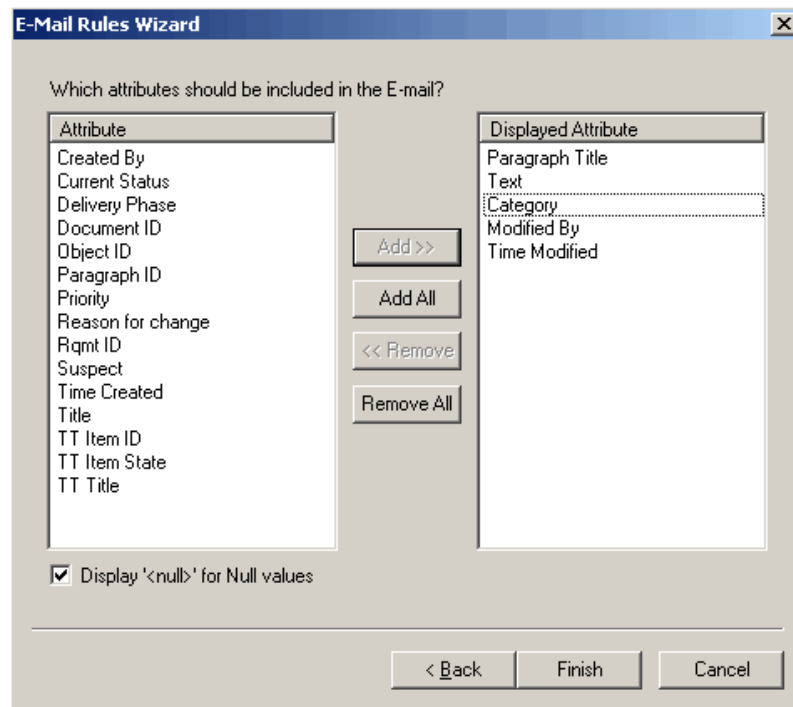 E-Mail Rules Wizard
Which attributes should be included in the E-mail?
Attribute
Created By
Current Status
Delivery Phase
Document ID
Object ID
Paragraph ID
Priority
Reason for change
Rqmt ID
Suspect
Time Created
Title
TT Item ID
TT Item State
TT Title
Add >>
Add All
<< Remove
Remove All
Displayed Attribute
Paragraph Title
Text
Category
Modified By
Time Modified
Display '<null>' for Null values
< Back
Finish
Cancel